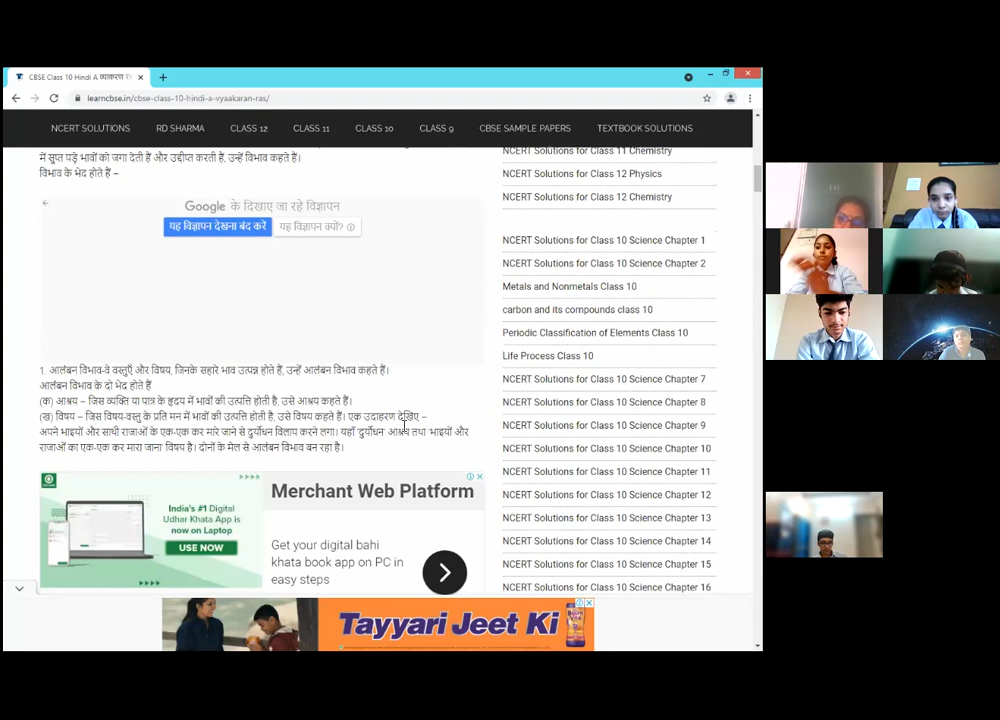 CBSE Class 10 Hindi A व्याकरण रस
learncbse.in/cbse-class-10-hindi-a-vyaakaran-ras/
NCERT SOLUTIONS RD SHARMA CLASS 12 CLASS 11 CLASS 10 CLASS 9 CBSE SAMPLE PAPERS TEXTBOOK SOLUTIONS
में सुप्त पड़े भावों को जगा देती हैं और उद्दीप्त करती हैं, उन्हें विभाव कहते हैं।
विभाव के भेद होते हैं –
Google के दिखाए जा रहे विज्ञापन
यह विज्ञापन देखना बंद करें यह विज्ञापन क्यों?
1. आलंबन विभाव-वे वस्तुएँ और विषय, जिनके सहारे भाव उत्पन्न होते हैं, उन्हें आलंबन विभाव कहते हैं।
आलंबन विभाव के दो भेद होते हैं
(क) आश्रय – जिस व्यक्ति या पात्र के हृदय में भावों की उत्पत्ति होती है, उसे आश्रय कहते हैं।
(ख) विषय – जिस विषय-वस्तु के प्रति मन में भावों की उत्पत्ति होती है, उसे विषय कहते हैं। एक उदाहरण देखिए –
अपने भाइयों और साथी राजाओं के एक-एक कर मारे जाने से दुर्योधन विलाप करने लगा। यहाँ 'दुर्योधन' आश्रय तथा 'भाइयों और
राजाओं का एक-एक कर मारा जाना' विषय है। दोनों के मेल से आलंबन विभाव बन रहा है।
India's #1 Digital
Udhar Khata App is
now on Laptop
USE NOW
Merchant Web Platform
Get your digital bahi
khata book app on PC in
easy steps
NCERT Solutions for Class 11 Chemistry
NCERT Solutions for Class 12 Physics
NCERT Solutions for Class 12 Chemistry
NCERT Solutions for Class 10 Science Chapter 1
NCERT Solutions for Class 10 Science Chapter 2
Metals and Nonmetals Class 10
carbon and its compounds class 10
Periodic Classification of Elements Class 10
Life Process Class 10
NCERT Solutions for Class 10 Science Chapter 7
NCERT Solutions for Class 10 Science Chapter 8
NCERT Solutions for Class 10 Science Chapter 9
NCERT Solutions for Class 10 Science Chapter 10
NCERT Solutions for Class 10 Science Chapter 11
NCERT Solutions for Class 10 Science Chapter 12
NCERT Solutions for Class 10 Science Chapter 13
NCERT Solutions for Class 10 Science Chapter 14
NCERT Solutions for Class 10 Science Chapter 15
NCERT Solutions for Class 10 Science Chapter 16
Tayyari Jeet Ki